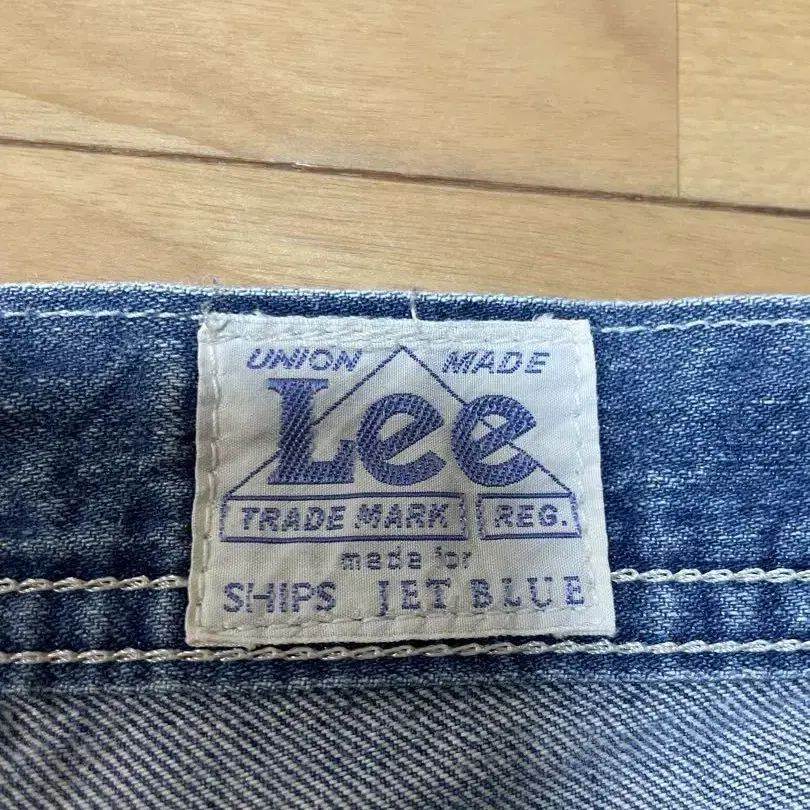 UNION MADE
Lee
TRADE MARK REG.
made for
SHIPS JET BLUE